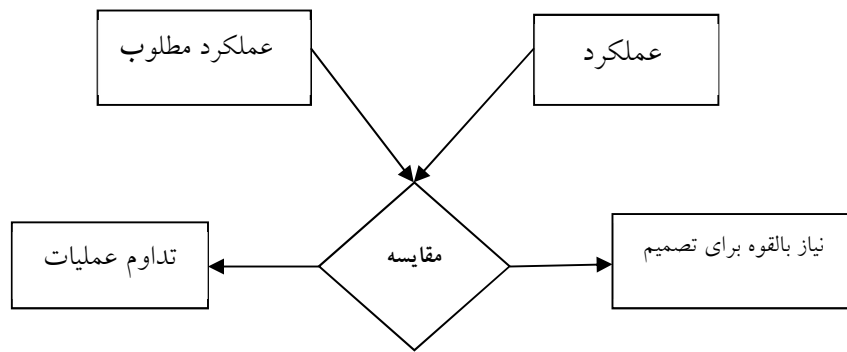 عملکرد
عملکرد مطلوب
مقایسه
نیاز بالقوه برای تصمیم
تداوم عملیات